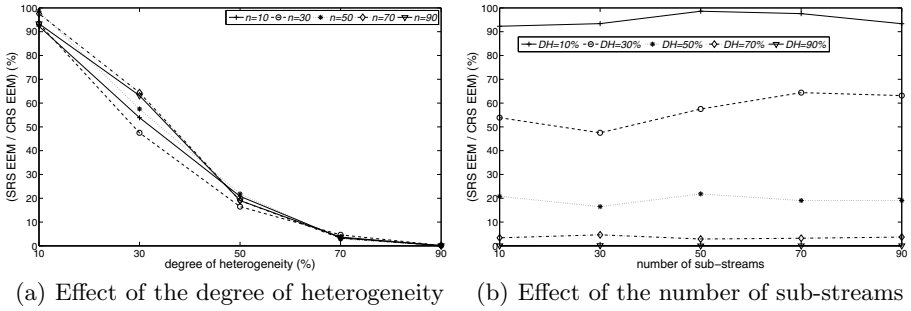 100
90
80
70
60
50
40
30
20
10
0
(SRS EEM / CRS EEM) (%)
n=10 n=30 n=50 n=70 n=90
10 30 50 70 90
degree of heterogeneity (%)
(a) Effect of the degree of heterogeneity
100
90
80
70
60
50
40
30
20
10
0
(SRS EEM / CRS EEM) (%)
DH=10% DH=30% DH=50% DH=70% DH=90%
10 30 50 70 90
number of sub-streams
(b) Effect of the number of sub-streams